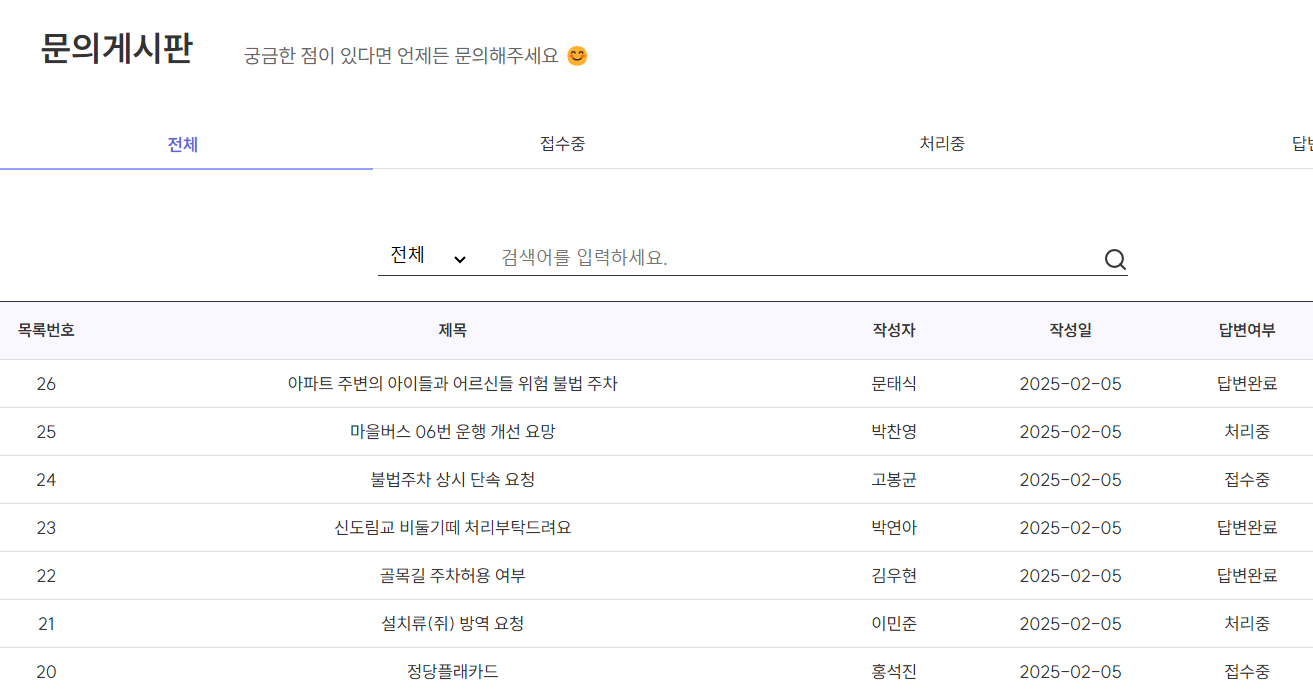 문의게시판 궁금한 점이 있다면 언제든 문의해주세요 😊
전체 접수중 처리중
전체 검색어를 입력하세요.
목록번호 제목 작성자 작성일 답변여부
26 아파트 주변의 아이들과 어르신들 위험 불법 주차 문태식 2025-02-05 답변완료
25 마을버스 06번 운행 개선 요망 박찬영 2025-02-05 처리중
24 불법주차 상시 단속 요청 고봉균 2025-02-05 접수중
23 신도림교 비둘기떼 처리부탁드려요 박연아 2025-02-05 답변완료
22 골목길 주차허용 여부 김우현 2025-02-05 답변완료
21 설치류(쥐) 방역 요청 이민준 2025-02-05 처리중
20 정당플래카드 홍석진 2025-02-05 접수중